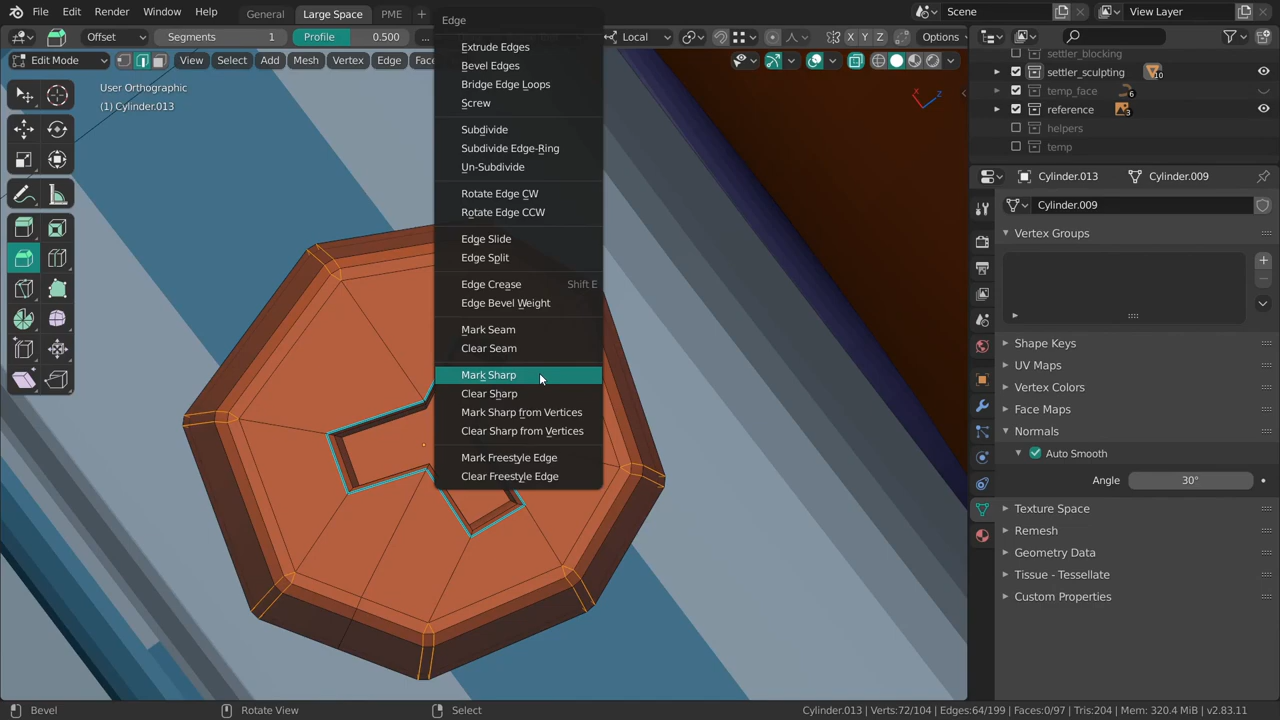 File Edit Render Window Help General Large Space PME + Scene View Layer
Offset Segments 1 Profile 0.500 ... Local X Y Z Options
Edit Mode View Select Add Mesh Vertex Edge Fac
User Orthographic
(1) Cylinder.013
Edge
Extrude Edges
Bevel Edges
Bridge Edge Loops
Screw
Subdivide
Subdivide Edge-Ring
Un-Subdivide
Rotate Edge CW
Rotate Edge CCW
Edge Slide
Edge Split
Edge Crease Shift E
Edge Bevel Weight
Mark Seam
Clear Seam
Mark Sharp
Clear Sharp
Mark Sharp from Vertices
Clear Sharp from Vertices
Mark Freestyle Edge
Clear Freestyle Edge
X Z
settler_blocking
settler_sculpting 10
temp_face 6
reference 3
helpers
temp
Cylinder.013 Cylinder.009
Cylinder.009
Vertex Groups
Shape Keys
UV Maps
Vertex Colors
Face Maps
Normals
Auto Smooth
Angle 30°
Texture Space
Remesh
Geometry Data
Tissue - Tessellate
Custom Properties
Bevel Rotate View Select Cylinder.013 | Verts:72/104 | Edges:64/199 | Faces:0/97 | Tris:204 | Mem: 320.4 MiB | v2.83.11